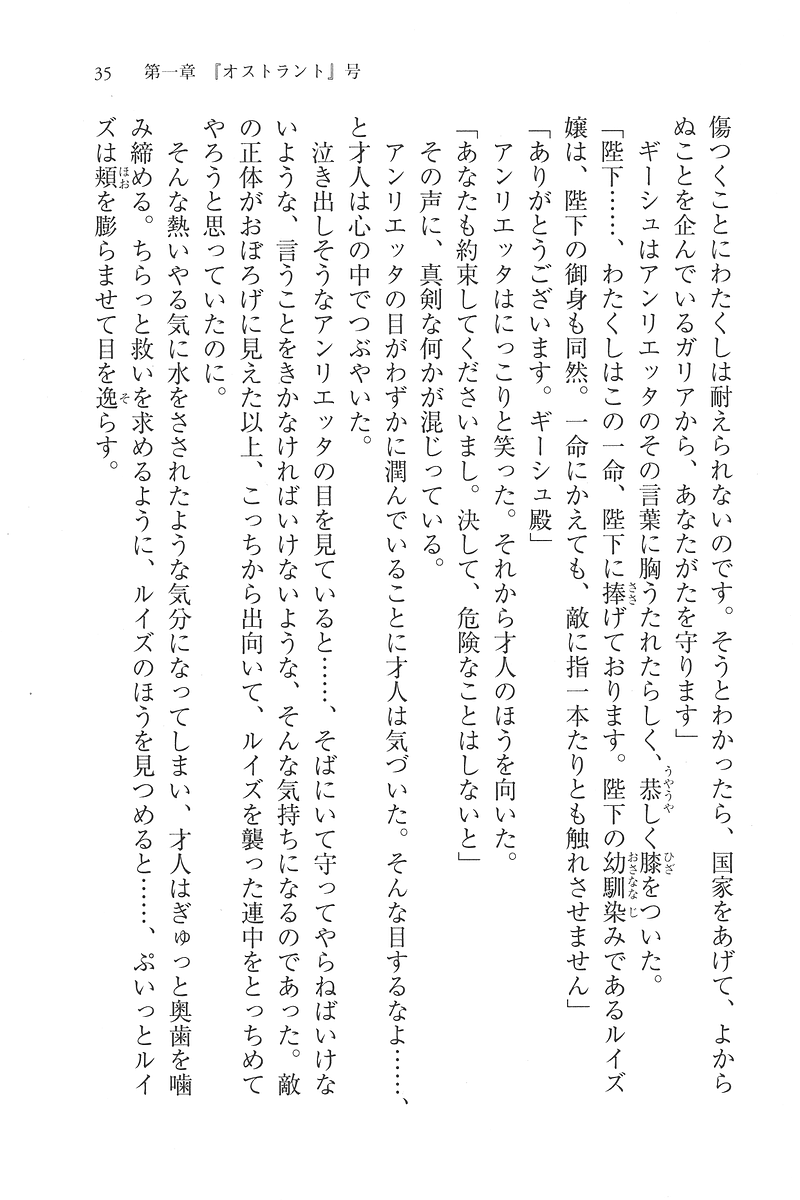 35　第一章　『オストラント』号
傷つくことにわたくしは耐えられないのです。そうとわかったら、国家をあげて、よから
ぬことを企んでいるガリアから、あなたがたを守ります」
　ギーシュはアンリエッタのその言葉に胸うたれたらしく、恭しく膝をついた。
「陛下……、わたくしはこの一命、陛下に捧げております。陛下の幼馴染みであるルイズ
嬢は、陛下の御身も同然。一命にかえても、敵に指一本たりとも触れさせません」
「ありがとうございます。ギーシュ殿」
　アンリエッタはにっこりと笑った。それから才人のほうを向いた。
「あなたも約束してくださいまし。決して、危険なことはしないと」
　その声に、真剣な何かが混じっている。
　アンリエッタの目がわずかに潤んでいることに才人は気づいた。そんな目するなよ……、
と才人は心の中でつぶやいた。
　泣き出しそうなアンリエッタの目を見ていると……、そばにいて守ってやらねばいけな
いような、言うことをきかなければいけないような、そんな気持ちになるのであった。敵
の正体がおぼろげに見えた以上、こっちから出向いて、ルイズを襲った連中をとっちめて
やろうと思っていたのに。
　そんな熱いやる気に水をさされたような気分になってしまい、才人はぎゅっと奥歯を噛
み締める。ちらっと救いを求めるように、ルイズのほうを見つめると……、ぷいっとルイ
ズは頬を膨らませて目を逸らす。